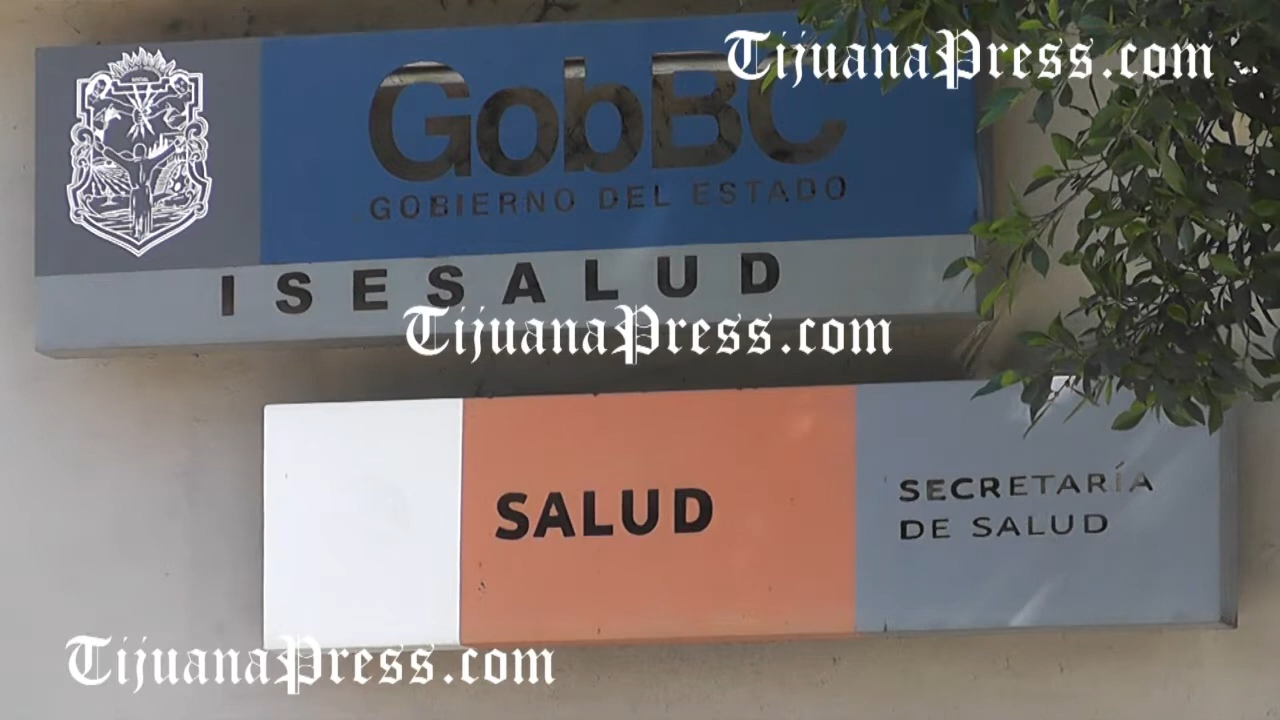 TijuanaPress.com
GobBC
GOBIERNO DEL ESTADO
ISESALUD
TijuanaPress.com
SALUD
SECRETARÍA
DE SALUD
TijuanaPress.com